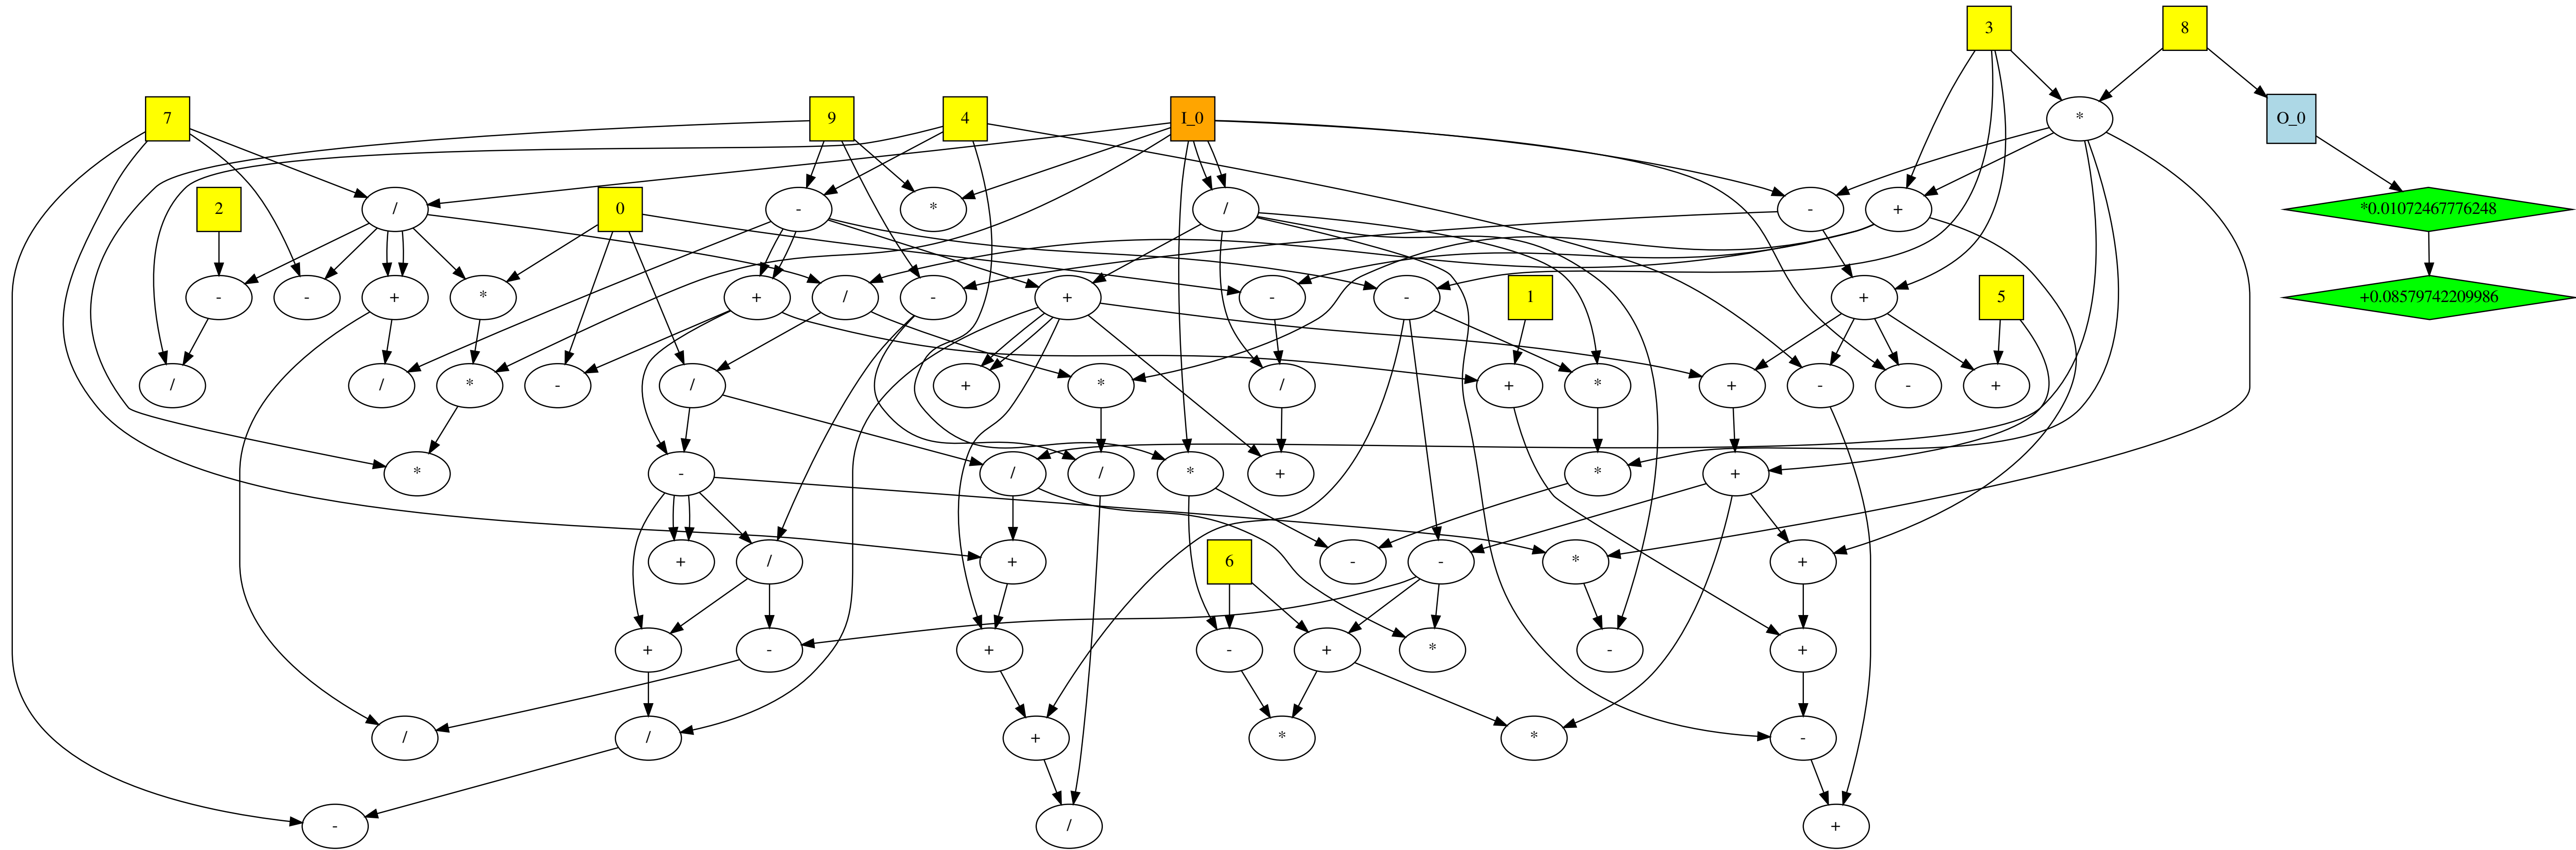 3 8
7 9 4 I_0 * O_0
2 / 0 - * / - + *0.01072467776248
- - + * + / - + - - 1 + 5 +0.08579742209986
/ / * - / + * / + * + - - +
* - / / * + * +
+ / + 6 - - * +
+ - + - + * - +
/ / + * * -
- / +